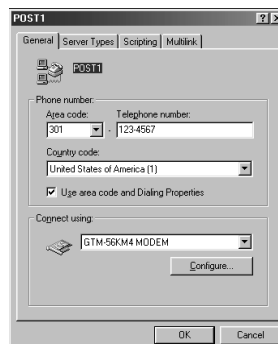 POST1
General Server Types Scripting Multilink
POST1
Phone number:
Area code: Telephone number:
301 - 123-4567
Country code:
United States of America (1)
Use area code and Dialing Properties
Connect using:
GTM-56KM4 MODEM
Configure...
OK Cancel